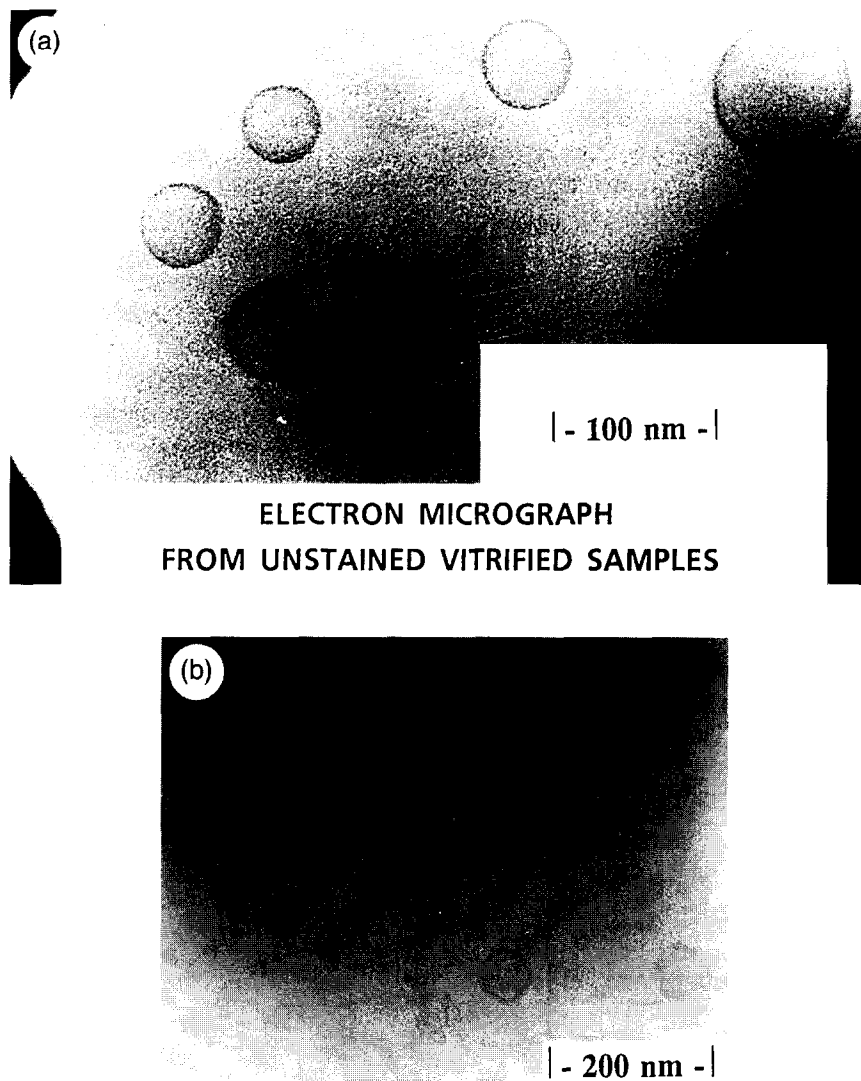 (a)
|- 100 nm -|
ELECTRON MICROGRAPH
FROM UNSTAINED VITRIFIED SAMPLES
(b)
|- 200 nm -|